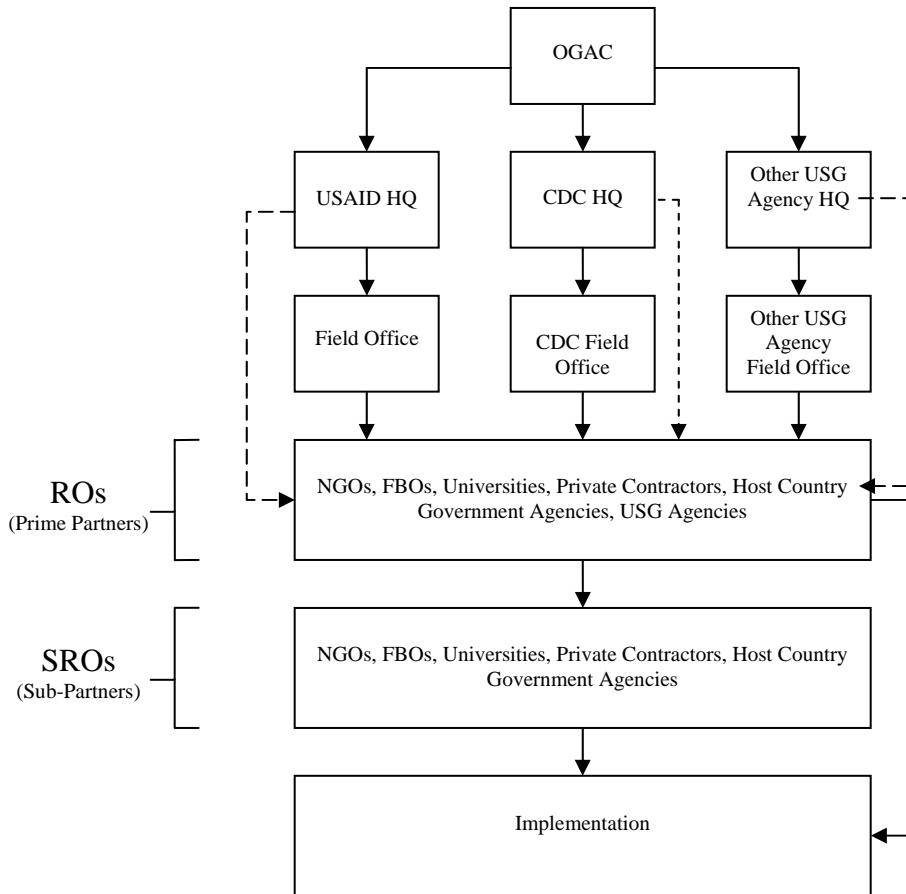 OGAC
USAID HQ
CDC HQ
Other USG
Agency HQ
Field Office
CDC Field
Office
Other USG
Agency
Field Office
ROs
(Prime Partners)
NGOs, FBOs, Universities, Private Contractors, Host Country
Government Agencies, USG Agencies
SROs
(Sub-Partners)
NGOs, FBOs, Universities, Private Contractors, Host Country
Government Agencies
Implementation